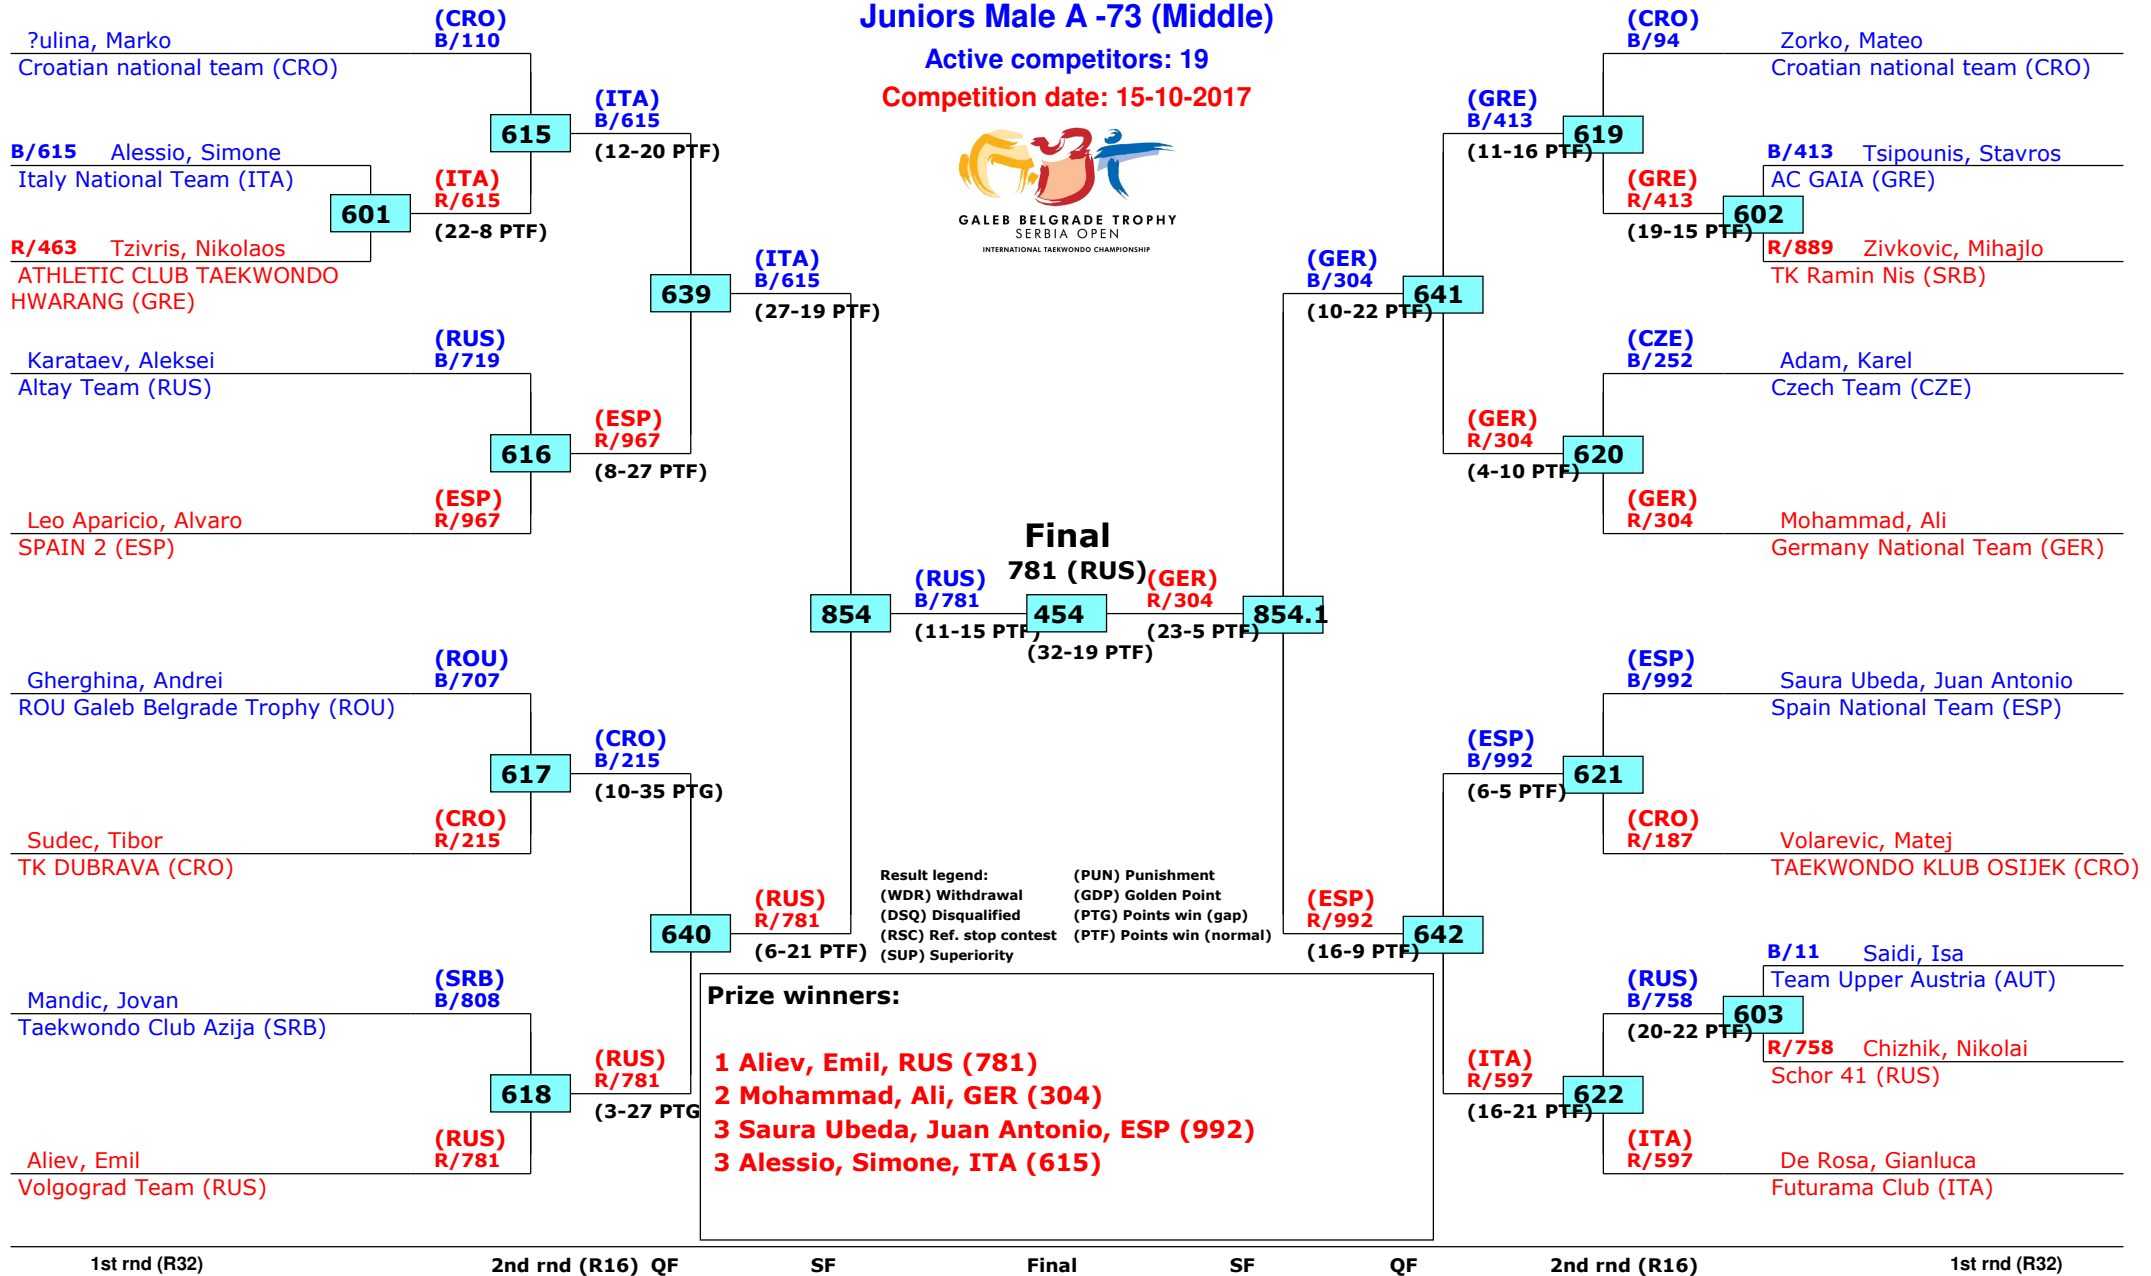 Juniors Male A -73 (Middle)
Active competitors: 19
Competition date: 15-10-2017
GALEB BELGRADE TROPHY
SERBIA OPEN
INTERNATIONAL TAEKWONDO CHAMPIONSHIP
(CRO)
?ulina, Marko B/110
Croatian national team (CRO)
(ITA)
B/615
615
(12-20 PTF)
B/615 Alessio, Simone
Italy National Team (ITA)
(ITA)
R/615
601
(22-8 PTF)
R/463 Tzivris, Nikolaos
ATHLETIC CLUB TAEKWONDO
HWARANG (GRE)
(ITA)
B/615
639
(27-19 PTF)
(RUS)
Karataev, Aleksei B/719
Altay Team (RUS)
(ESP)
R/967
616
(8-27 PTF)
(ESP)
Leo Aparicio, Alvaro R/967
SPAIN 2 (ESP)
Final
781 (RUS)
(RUS)
B/781
854
(11-15 PTF)
454
(32-19 PTF)
(GER)
R/304
854.1
(23-5 PTF)
(ROU)
Gherghina, Andrei B/707
ROU Galeb Belgrade Trophy (ROU)
(CRO)
B/215
617
(10-35 PTG)
(CRO)
Sudec, Tibor R/215
TK DUBRAVA (CRO)
(RUS)
R/781
640
(6-21 PTF)
(SRB)
Mandic, Jovan B/808
Taekwondo Club Azija (SRB)
(RUS)
R/781
618
(3-27 PTG
(RUS)
Aliev, Emil R/781
Volgograd Team (RUS)
(CRO)
B/94 Zorko, Mateo
Croatian national team (CRO)
(GRE)
B/413
619
(11-16 PTF)
B/413 Tsipounis, Stavros
AC GAIA (GRE)
(GRE)
R/413
602
(19-15 PTF)
R/889 Zivkovic, Mihajlo
TK Ramin Nis (SRB)
(GER)
B/304
641
(10-22 PTF)
(CZE)
B/252 Adam, Karel
Czech Team (CZE)
(GER)
R/304
620
(4-10 PTF)
(GER)
R/304 Mohammad, Ali
Germany National Team (GER)
(ESP)
B/992 Saura Ubeda, Juan Antonio
Spain National Team (ESP)
(ESP)
B/992
621
(6-5 PTF)
(CRO)
R/187 Volarevic, Matej
TAEKWONDO KLUB OSIJEK (CRO)
(ESP)
R/992
642
(16-9 PTF)
B/11 Saidi, Isa
Team Upper Austria (AUT)
(RUS)
B/758
603
(20-22 PTF)
R/758 Chizhik, Nikolai
Schor 41 (RUS)
(ITA)
R/597
622
(16-21 PTF)
(ITA)
R/597 De Rosa, Gianluca
Futurama Club (ITA)
Result legend: (PUN) Punishment
(WDR) Withdrawal (GDP) Golden Point
(DSQ) Disqualified (PTG) Points win (gap)
(RSC) Ref. stop contest (PTF) Points win (normal)
(SUP) Superiority
Prize winners:
1 Aliev, Emil, RUS (781)
2 Mohammad, Ali, GER (304)
3 Saura Ubeda, Juan Antonio, ESP (992)
3 Alessio, Simone, ITA (615)
1st rnd (R32) 2nd rnd (R16) QF SF Final SF QF 2nd rnd (R16) 1st rnd (R32)